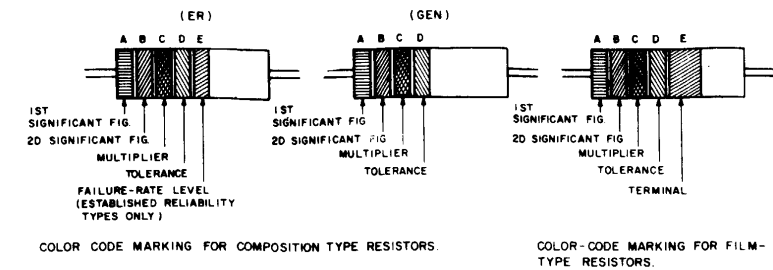 (ER)
A B C D E
1ST
SIGNIFICANT FIG.
2D SIGNIFICANT FIG.
MULTIPLIER
TOLERANCE
FAILURE-RATE LEVEL
(ESTABLISHED RELIABILITY
TYPES ONLY)
(GEN)
A B C D
1ST
SIGNIFICANT FIG.
2D SIGNIFICANT FIG
MULTIPLIER
TOLERANCE
A B C D E
1ST
SIGNIFICANT FIG.
2D SIGNIFICANT FIG.
MULTIPLIER
TOLERANCE
TERMINAL
COLOR CODE MARKING FOR COMPOSITION TYPE RESISTORS.
COLOR-CODE MARKING FOR FILM-
TYPE RESISTORS.